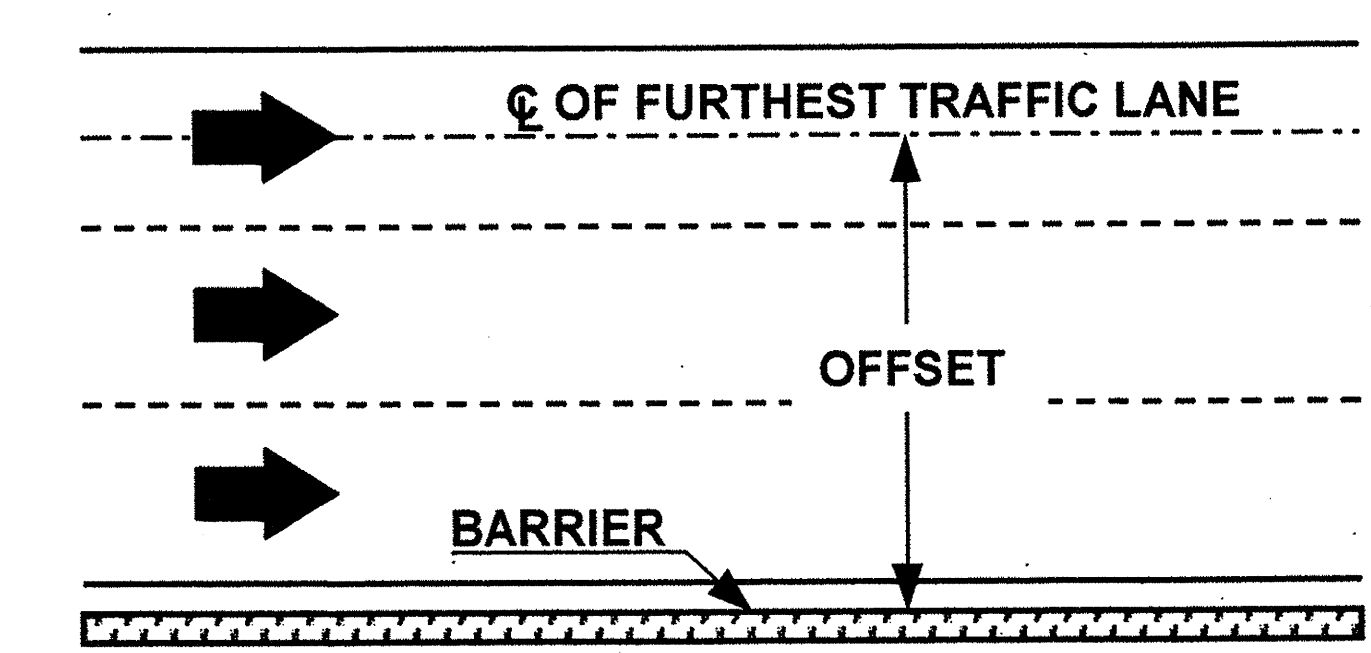 ℄ OF FURTHEST TRAFFIC LANE
OFFSET
BARRIER